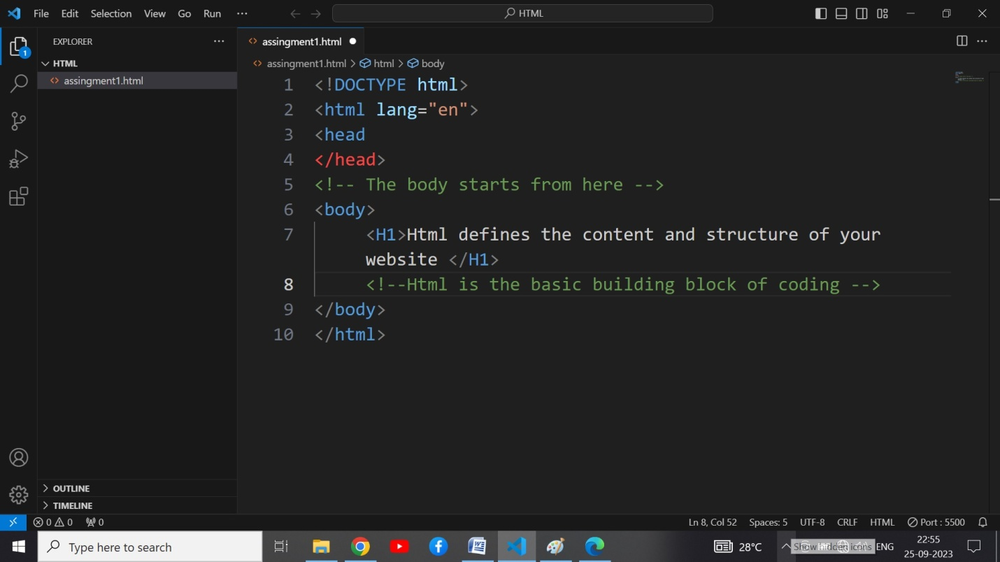 File Edit Selection View Go Run ··· HTML
EXPLORER ··· assingment1.html
HTML
assingment1.html
assingment1.html > html > body
1 <!DOCTYPE html>
2 <html lang="en">
3 <head
4 </head>
5 <!-- The body starts from here -->
6 <body>
7 <H1>Html defines the content and structure of your
website </H1>
8 <!--Html is the basic building block of coding -->
9 </body>
10 </html>
1
OUTLINE
TIMELINE
0 0 0 Ln 8, Col 52 Spaces: 5 UTF-8 CRLF HTML Port : 5500
Type here to search 28°C Show hidden icons ENG 22:55
25-09-2023